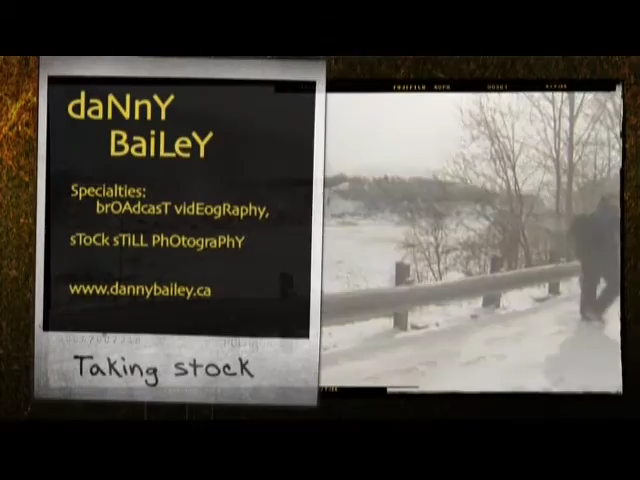 daNnY
BaiLeY
Specialties:
brOAdcasT vidEogRaphy,
sToCk sTiLL PhOtograPhY
www.dannybailey.ca
Taking stock